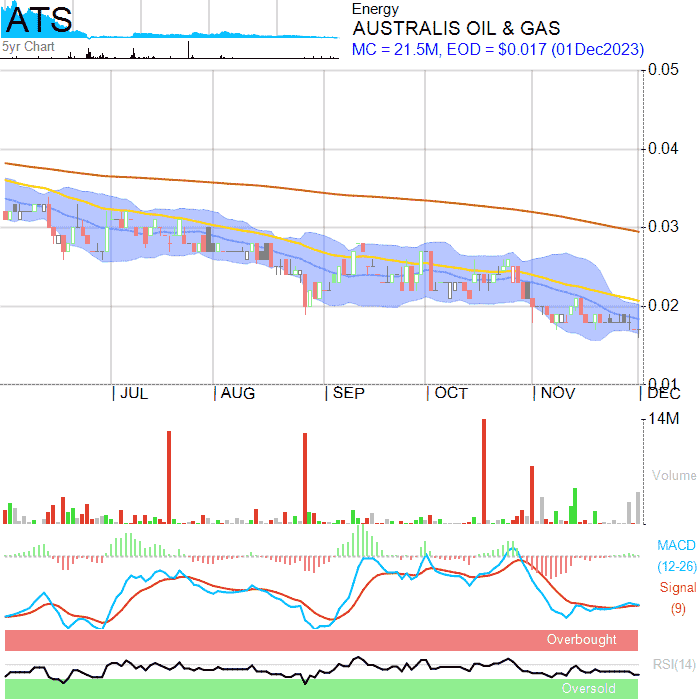 ATS
5yr Chart
Energy
AUSTRALIS OIL & GAS
MC = 21.5M, EOD = $0.017 (01Dec2023)
0.05
0.04
0.03
0.02
0.01
JUL AUG SEP OCT NOV DEC
14M
Volume
MACD
(12-26)
Signal
(9)
Overbought
RSI(14)
Oversold